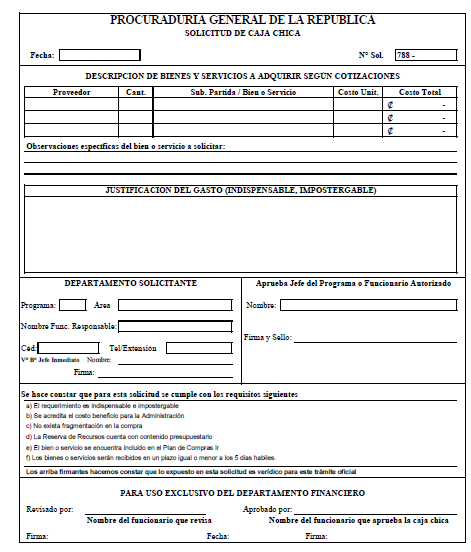 PROCURADURIA GENERAL DE LA REPUBLICA
SOLICITUD DE CAJA CHICA
Fecha: Nº Sol. 788 -
DESCRIPCION DE BIENES Y SERVICIOS A ADQUIRIR SEGÚN COTIZACIONES
Proveedor Cant. Sub. Partida / Bien o Servicio Costo Unit. Costo Total
₡ -
₡ -
₡ -
Observaciones específicas del bien o servicio a solicitar:
JUSTIFICACION DEL GASTO (INDISPENSABLE, IMPOSTERGABLE)
DEPARTAMENTO SOLICITANTE Aprueba Jefe del Programa o Funcionario Autorizado
Programa: Area Nombre:
Nombre Func. Responsable:
Firma y Sello:
Céd: Tel/Extensión
Vº Bº Jefe Inmediato Nombre:
Firma:
Se hace constar que para esta solicitud se cumple con los requisitos siguientes
a) El requerimiento es indispensable e impostergable
b) Se acredita el costo beneficio para la Administración
c) No exista fragmentación en la compra
d) La Reserva de Recursos cuenta con contenido presupuestario
e) El bien o servicio se encuentra incluido en el Plan de Compras Ir
f) Los bienes o servicios serán recibidos en un plazo igual o menor a los 5 dias habiles.
Los arriba firmantes hacemos constar que lo expuesto en esta solicitud es verídico para este trámite oficial
PARA USO EXCLUSIVO DEL DEPARTAMENTO FINANCIERO
Revisado por: Aprobado por:
Nombre del funcionario que revisa Nombre del funcionario que aprueba la caja chica
Firma: Fecha: Firma: